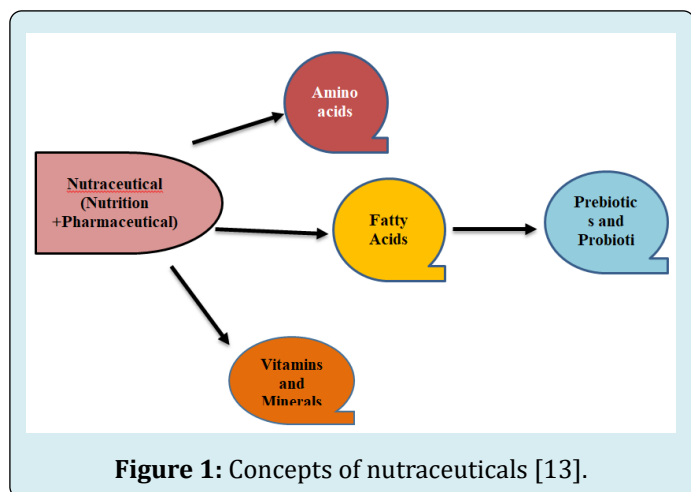 Amino
acids
Nutraceutical
(Nutrition
+Pharmaceutical)
Fatty
Acids
Prebiotic
s and
Probioti
Vitamins
and
Minerals
Figure 1: Concepts of nutraceuticals [13].